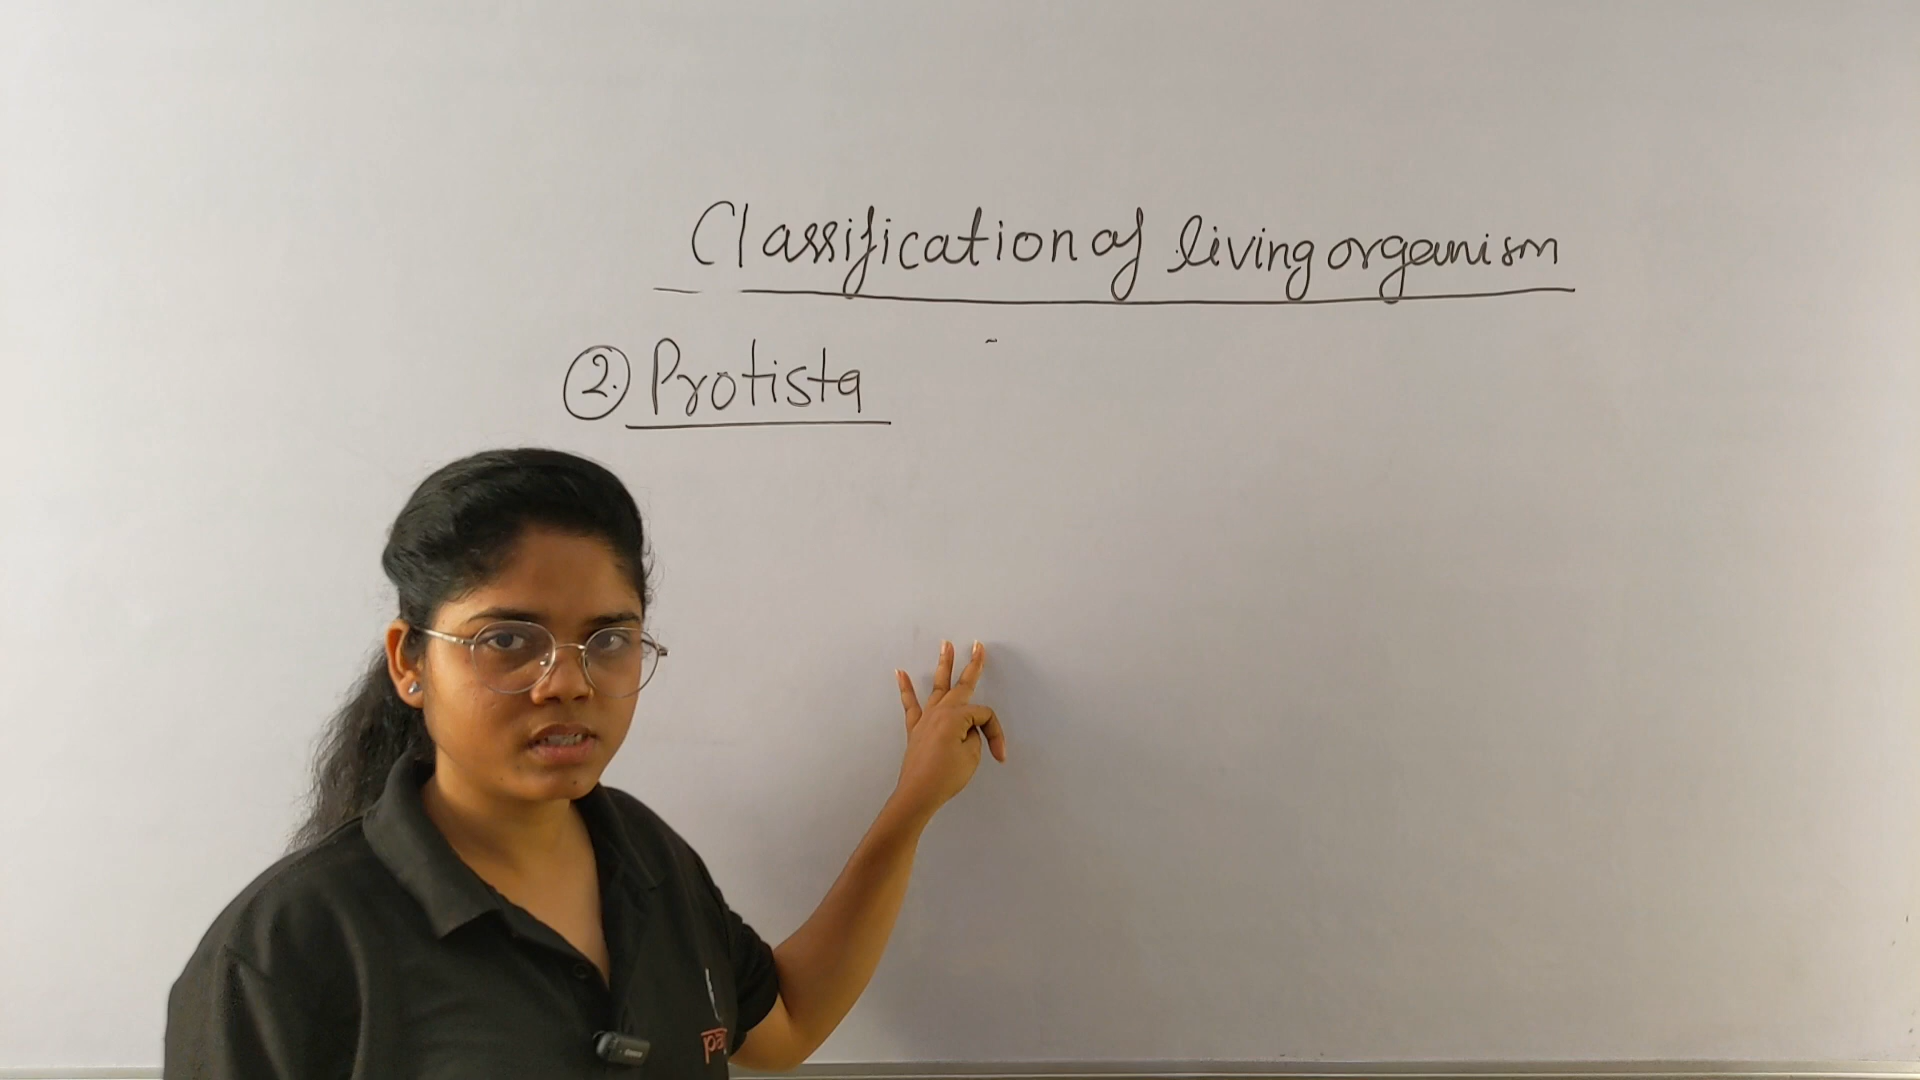 Classification of living organism
2. Protista